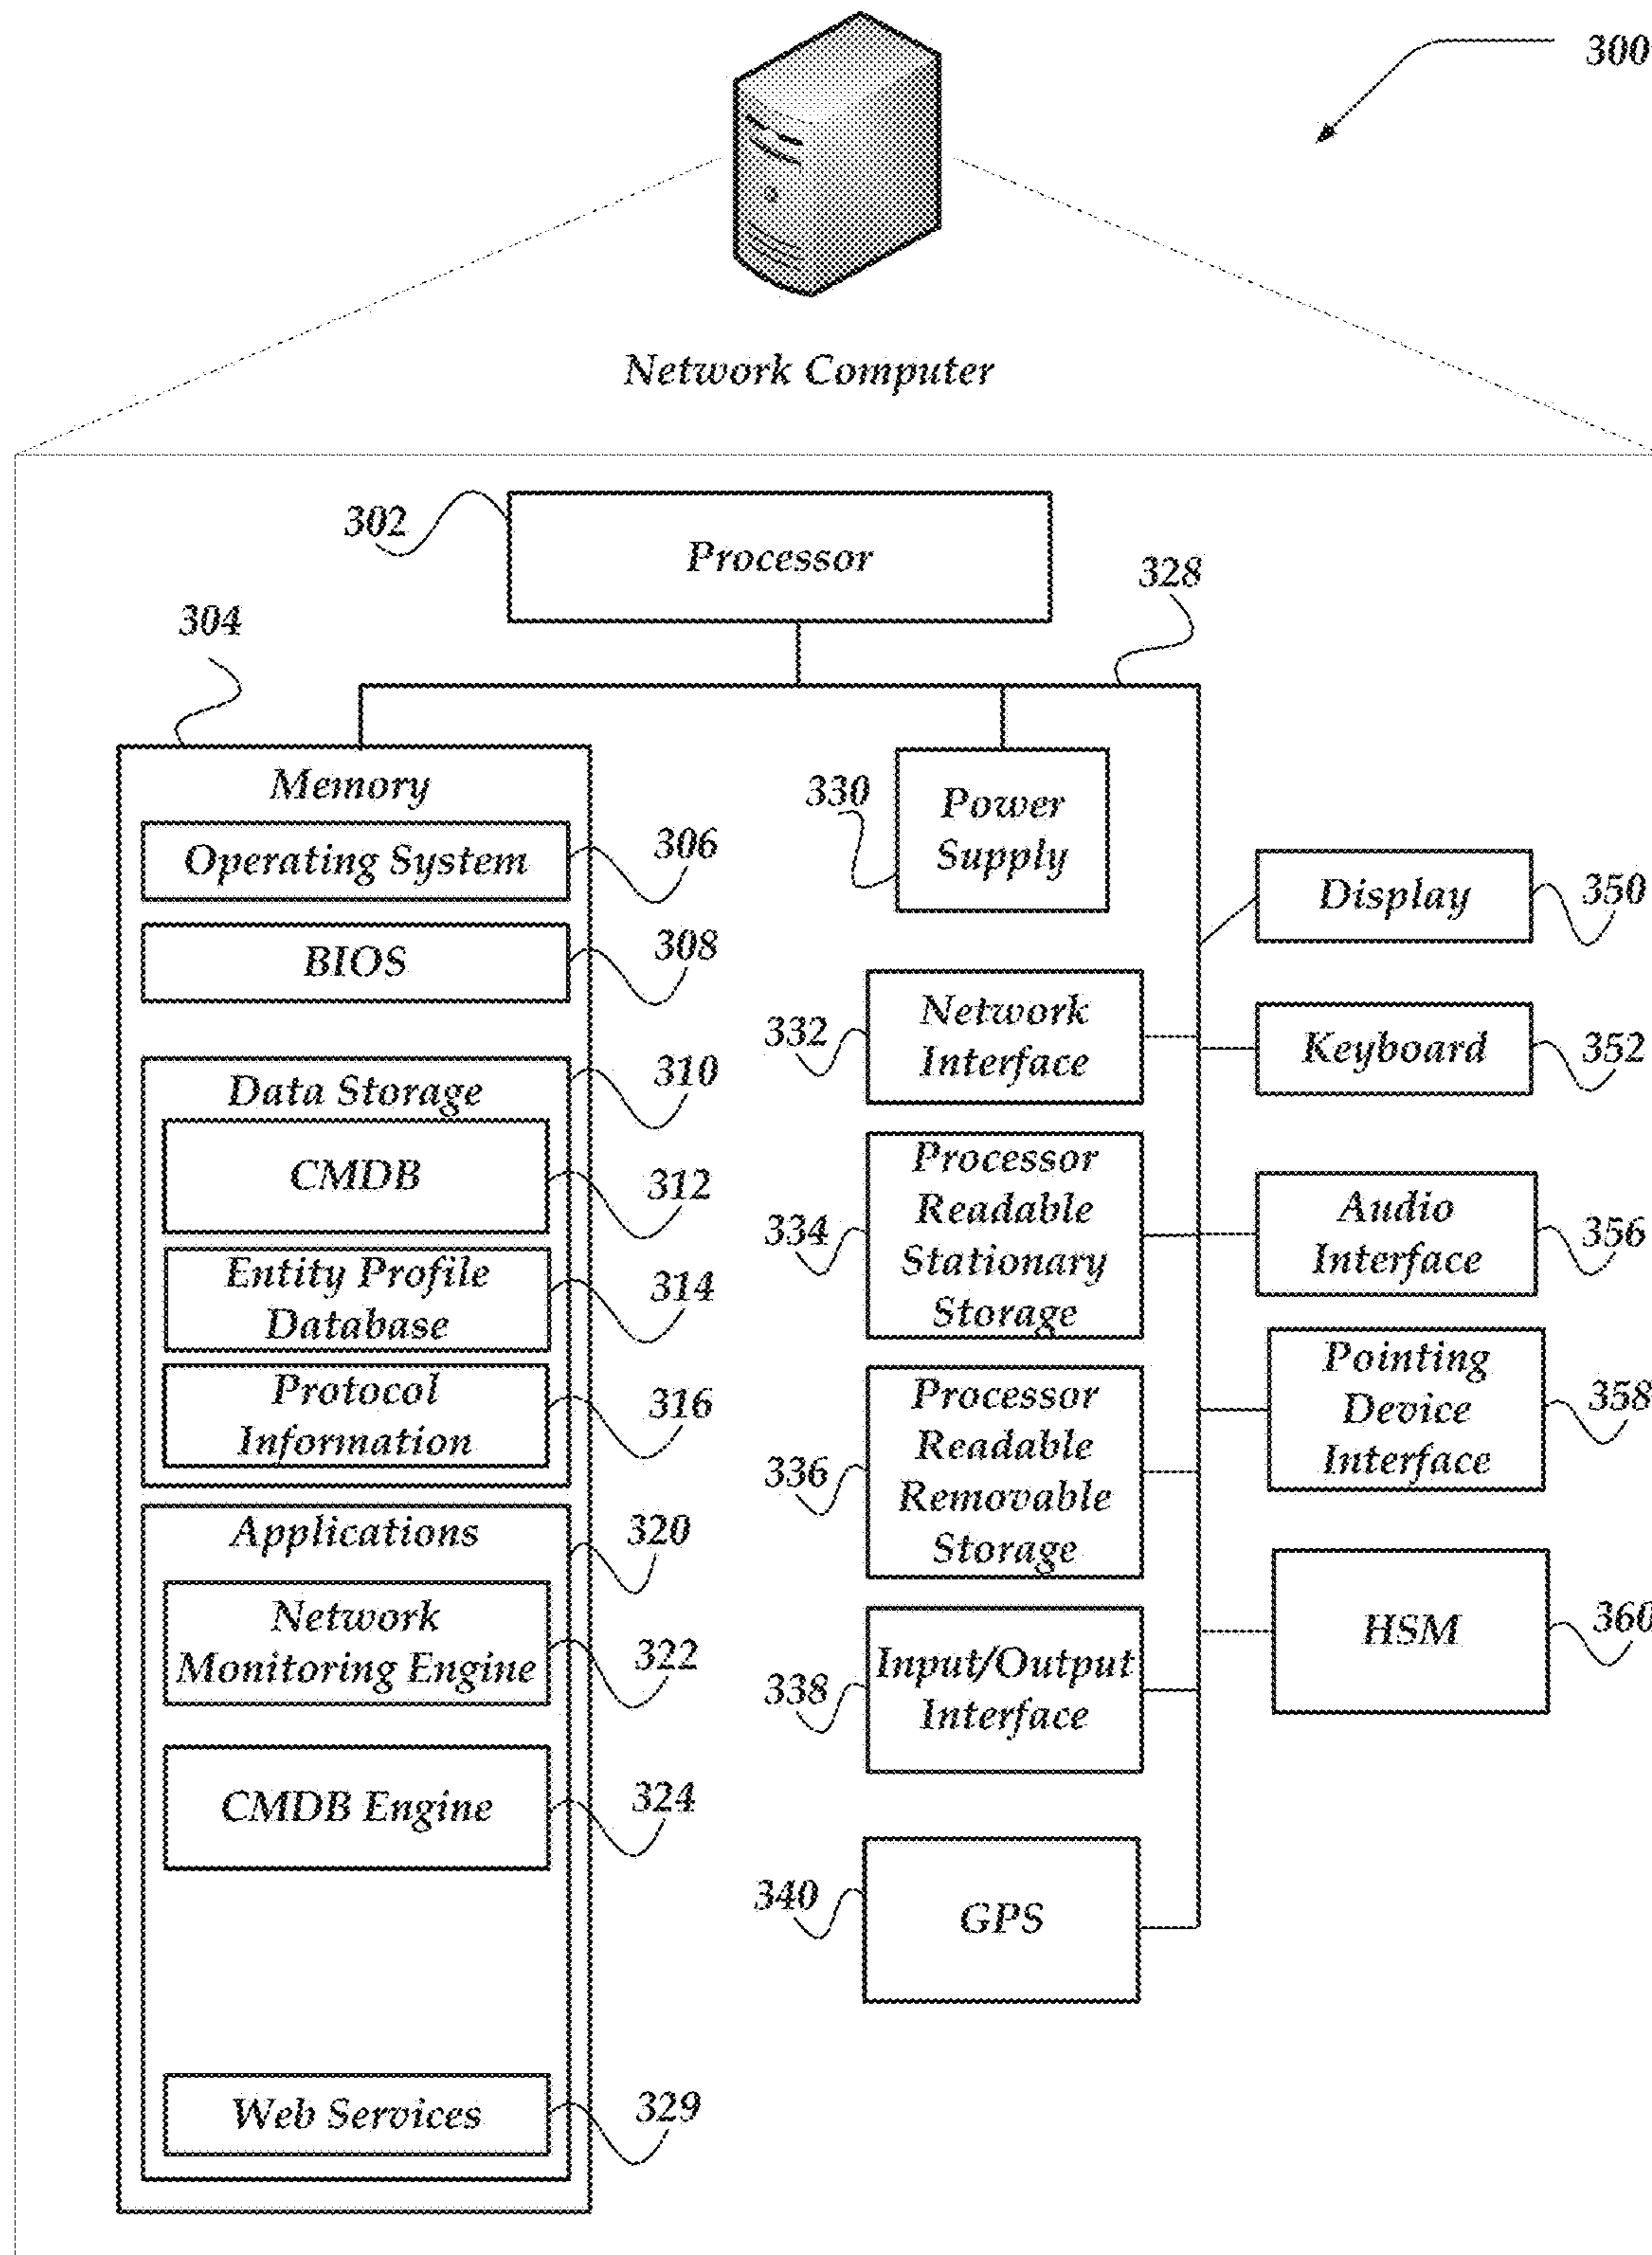 300
Network Computer
302
Processor
328
304
Memory
Operating System
306
BIOS
308
Data Storage
310
CMDB
312
Entity Profile
Database
314
Protocol
Information
316
Applications
320
Network
Monitoring Engine
322
CMDB Engine
324
Web Services
329
330
Power
Supply
332
Network
Interface
334
Processor
Readable
Stationary
Storage
336
Processor
Readable
Removable
Storage
338
Input/Output
Interface
340
GPS
Display
350
Keyboard
352
Audio
Interface
356
Pointing
Device
Interface
358
HSM
360